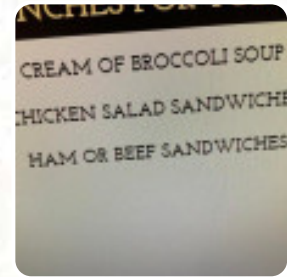 CREAM OF BROCCOLI SOUP
CHICKEN SALAD SANDWICHE
HAM OR BEEF SANDWICHES